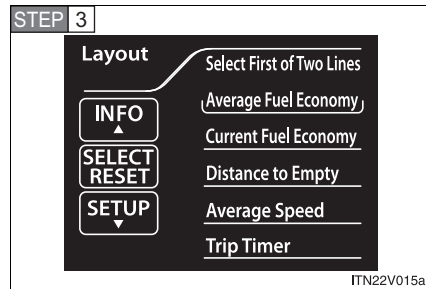 STEP 3
Layout
Select First of Two Lines
Average Fuel Economy
Current Fuel Economy
Distance to Empty
Average Speed
Trip Timer
INFO
SELECT
RESET
SETUP
ITN22V015a